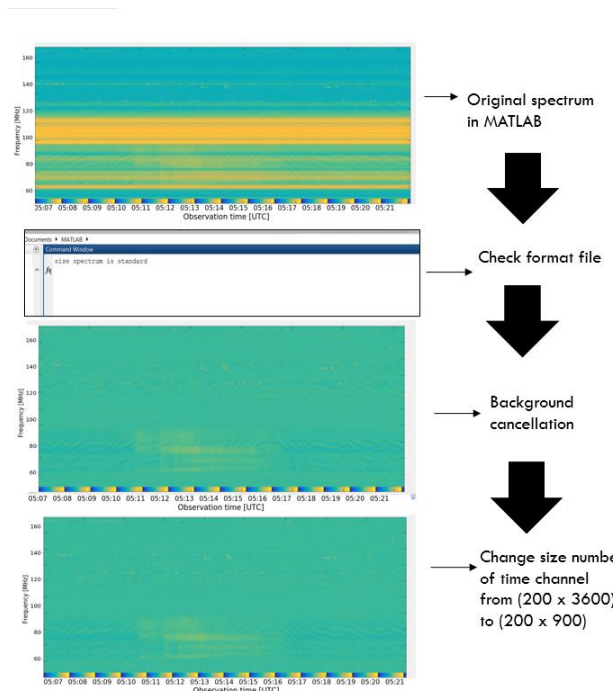 160
140
120
100
80
60
Frequency [MHz]
05:07 05:08 05:09 05:10 05:11 05:12 05:13 05:14 05:15 05:16 05:17 05:18 05:19 05:20 05:21
Observation time [UTC]
Original spectrum
in MATLAB
Documents ▸ MATLAB ▸
Command Window
size spectrum is standard
fx
Check format file
160
140
120
100
80
60
Frequency [MHz]
05:07 05:08 05:09 05:10 05:11 05:12 05:13 05:14 05:15 05:16 05:17 05:18 05:19 05:20 05:21
Observation time [UTC]
Background
cancellation
160
140
120
100
80
60
Frequency [MHz]
05:07 05:08 05:09 05:10 05:11 05:12 05:13 05:14 05:15 05:16 05:17 05:18 05:19 05:20 05:21
Observation time [UTC]
Change size numbe
of time channel
from (200 x 3600)
to (200 x 900)